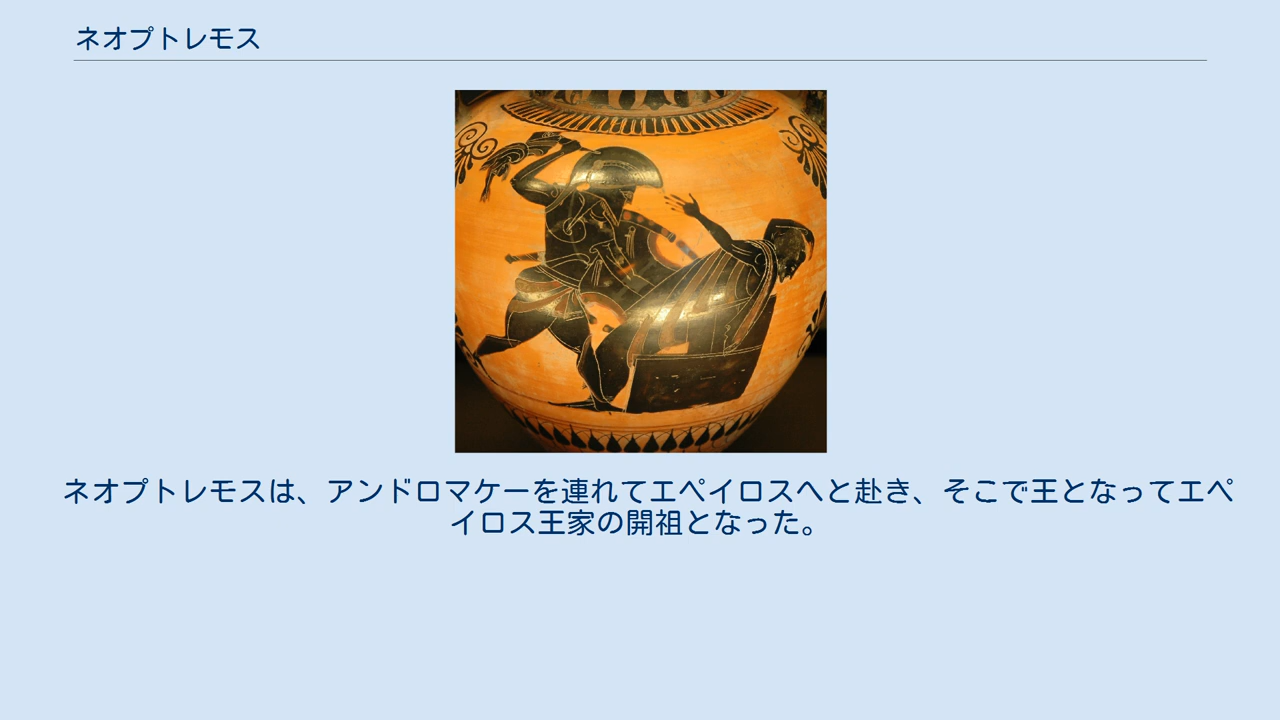 ネオプトレモス
ネオプトレモスは、アンドロマケーを連れてエペイロスへと赴き、そこで王となってエペ
イロス王家の開祖となった。